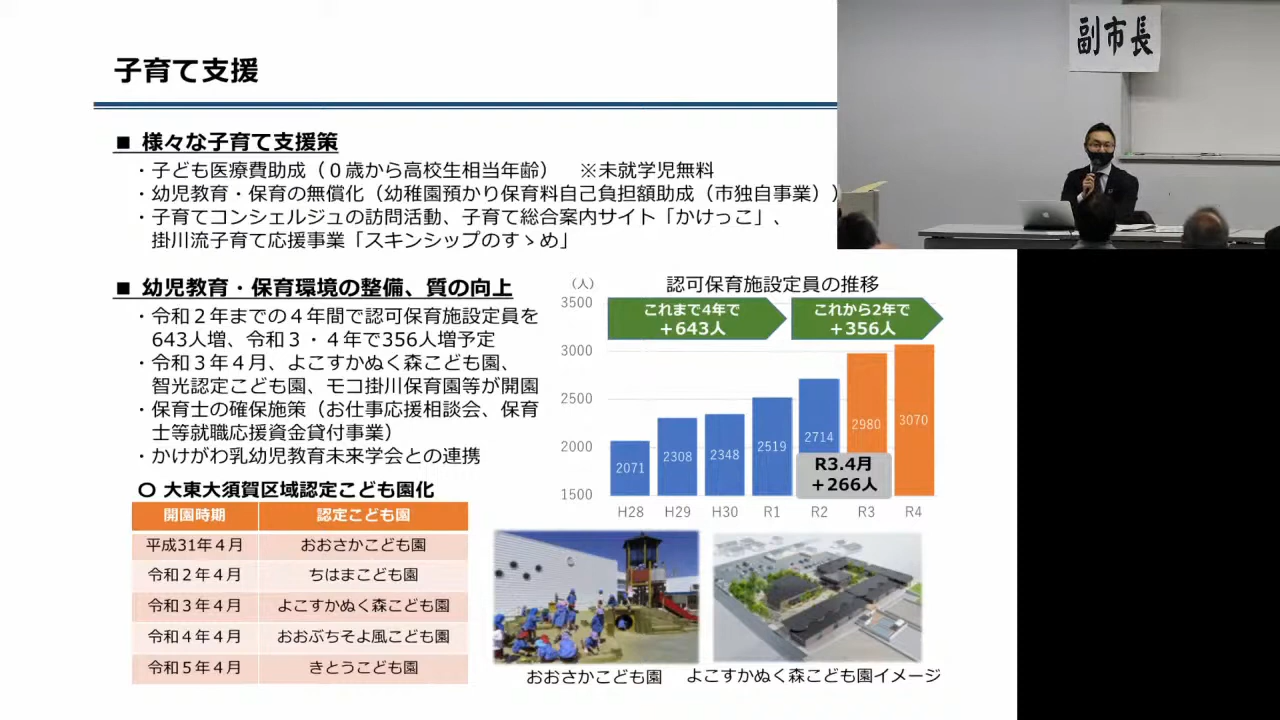 子育て支援
副市長
■ 様々な子育て支援策
・子ども医療費助成（０歳から高校生相当年齢）　※未就学児無料
・幼児教育・保育の無償化（幼稚園預かり保育料自己負担額助成（市独自事業））
・子育てコンシェルジュの訪問活動、子育て総合案内サイト「かけっこ」、
掛川流子育て応援事業「スキンシップのすゝめ」
■ 幼児教育・保育環境の整備、質の向上
・令和２年までの４年間で認可保育施設定員を
643人増、令和３・４年で356人増予定
・令和３年４月、よこすかぬく森こども園、
智光認定こども園、モコ掛川保育園等が開園
・保育士の確保施策（お仕事応援相談会、保育
士等就職応援資金貸付事業）
・かけがわ乳幼児教育未来学会との連携
〇 大東大須賀区域認定こども園化
開園時期 認定こども園
平成31年４月 おおさかこども園
令和２年４月 ちはまこども園
令和３年４月 よこすかぬく森こども園
令和４年４月 おおぶちそよ風こども園
令和５年４月 きとうこども園
認可保育施設定員の推移
（人）
3500
3000
2500
2000
1500
これまで4年で
＋643人
これから2年で
＋356人
2071 2308 2348 2519 2714 2980 3070
R3.4月
＋266人
H28 H29 H30 R1 R2 R3 R4
おおさかこども園
よこすかぬく森こども園イメージ